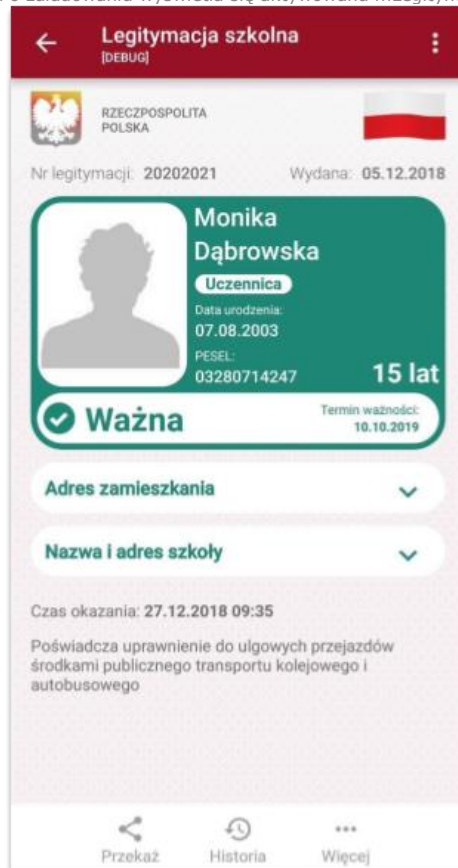 Legitymacja szkolna
[DEBUG]
RZECZPOSPOLITA
POLSKA
Nr legitymacji: 20202021 Wydana: 05.12.2018
Monika
Dąbrowska
Uczennica
Data urodzenia:
07.08.2003
PESEL:
03280714247
15 lat
Ważna
Termin ważności:
10.10.2019
Adres zamieszkania
Nazwa i adres szkoły
Czas okazania: 27.12.2018 09:35
Poświadcza uprawnienie do ulgowych przejazdów
środkami publicznego transportu kolejowego i
autobusowego
Przekaż Historia Więcej